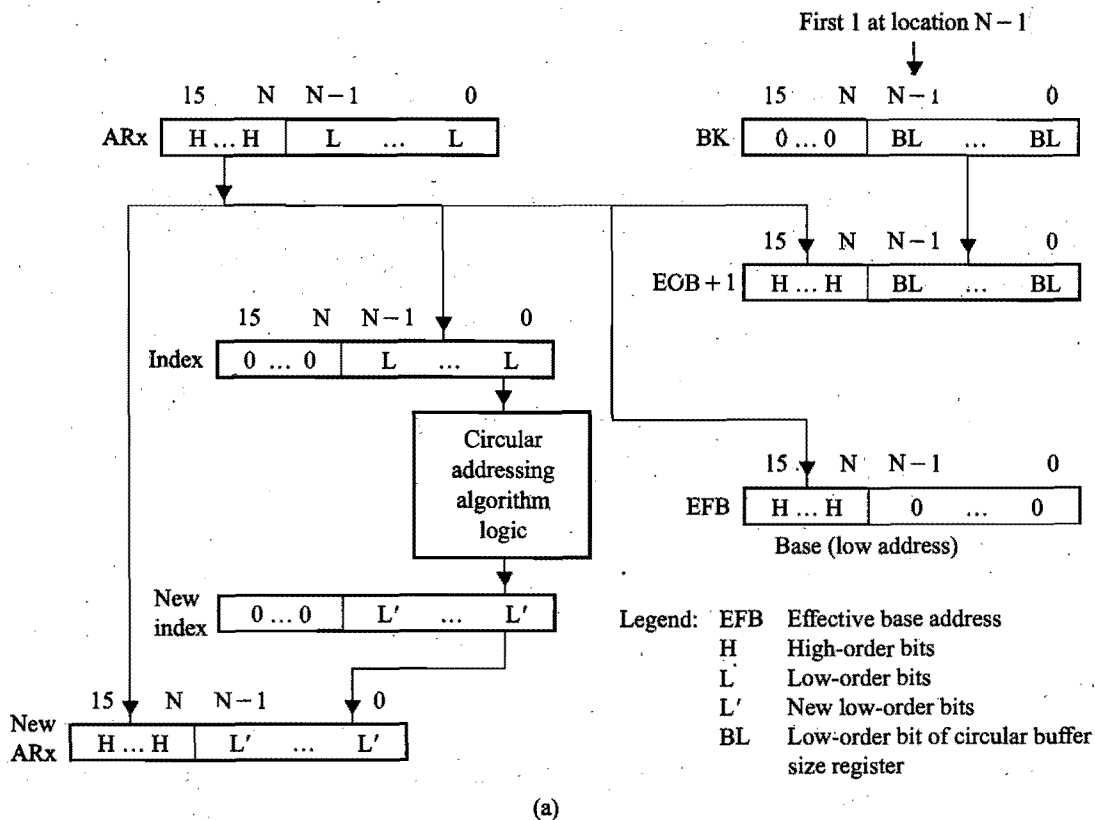 First 1 at location N – 1
15 N N – 1 0
ARx H ... H L ... L
15 N N – 1 0
BK 0 ... 0 BL ... BL
15 N N – 1 0
EOB + 1 H ... H BL ... BL
15 N N – 1 0
Index 0 ... 0 L ... L
Circular
addressing
algorithm
logic
15 N N – 1 0
EFB H ... H 0 ... 0
Base (low address)
New
index
0 ... 0 L′ ... L′
15 N N – 1 0
New
ARx
H ... H L′ ... L′
Legend: EFB Effective base address
H High-order bits
L Low-order bits
L′ New low-order bits
BL Low-order bit of circular buffer
size register
(a)